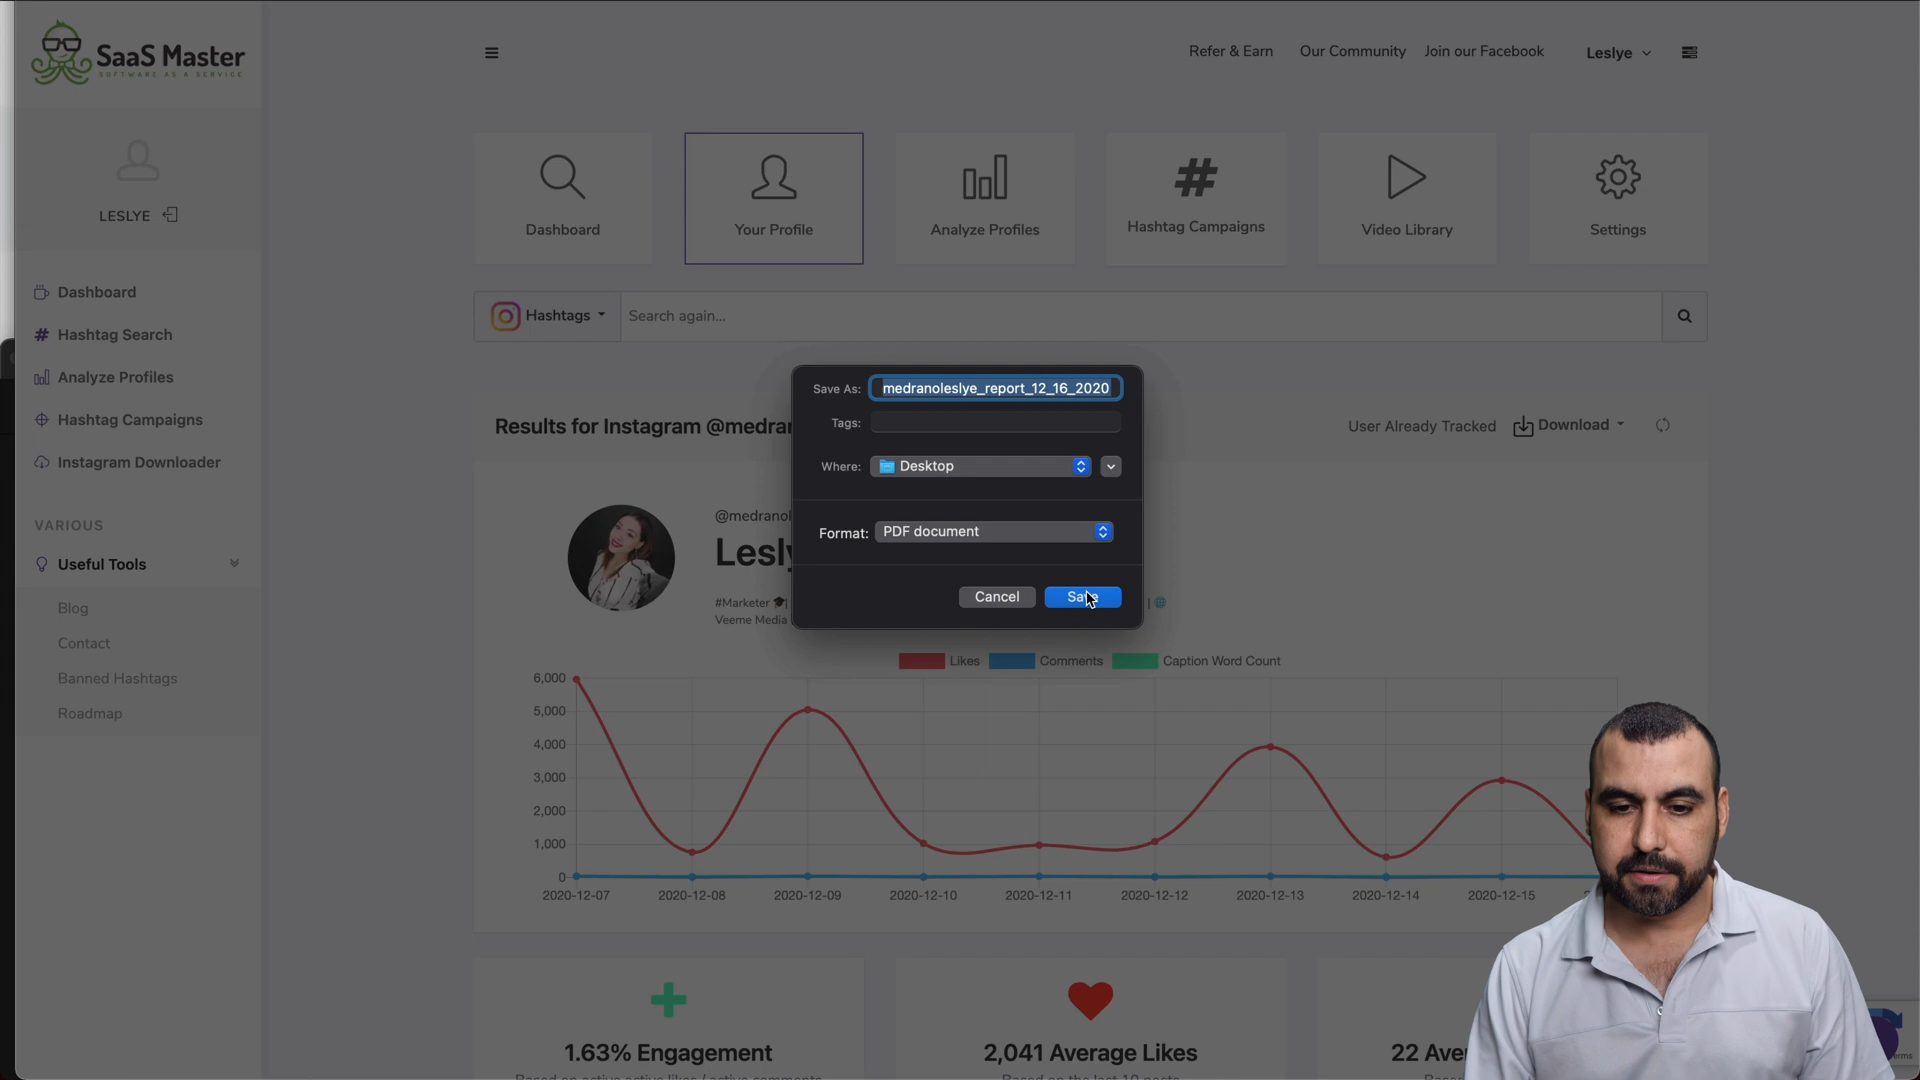 SaaS Master
SOFTWARE AS A SERVICE
Refer & Earn
Our Community
Join our Facebook
Leslye
LESLYE
Dashboard
Your Profile
Analyze Profiles
Hashtag Campaigns
Video Library
Settings
Dashboard
Hashtag Search
Analyze Profiles
Hashtag Campaigns
Instagram Downloader
VARIOUS
Useful Tools
Blog
Contact
Banned Hashtags
Roadmap
Hashtags
Search again...
Save As: medranoleslye_report_12_16_2020
Tags:
Where: Desktop
Format: PDF document
Cancel
Save
Results for Instagram
User Already Tracked
Download
#Marketer
Veeme Media
Likes
Comments
Caption Word Count
6,000
5,000
4,000
3,000
2,000
1,000
0
2020-12-07
2020-12-08
2020-12-09
2020-12-10
2020-12-11
2020-12-12
2020-12-13
2020-12-14
2020-12-15
1.63% Engagement
2,041 Average Likes
22